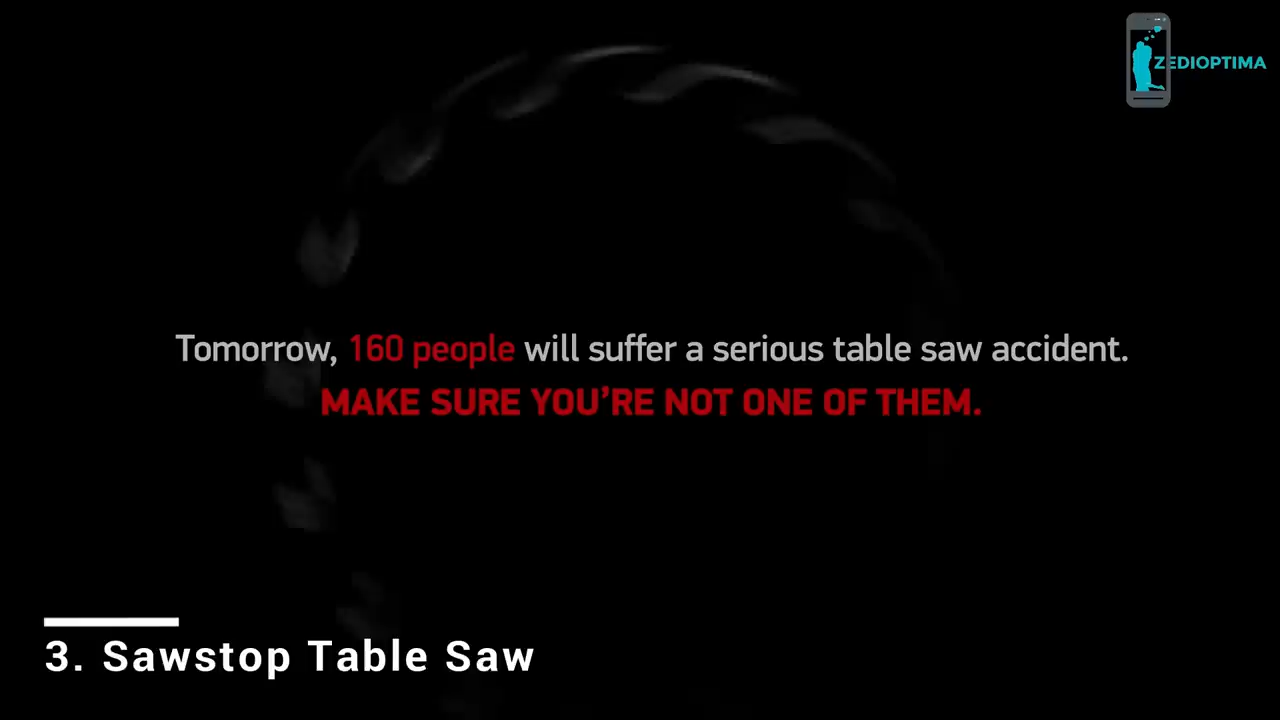 ZEDIOPTIMA
Tomorrow, 160 people will suffer a serious table saw accident.
MAKE SURE YOU'RE NOT ONE OF THEM.
3. Sawstop Table Saw